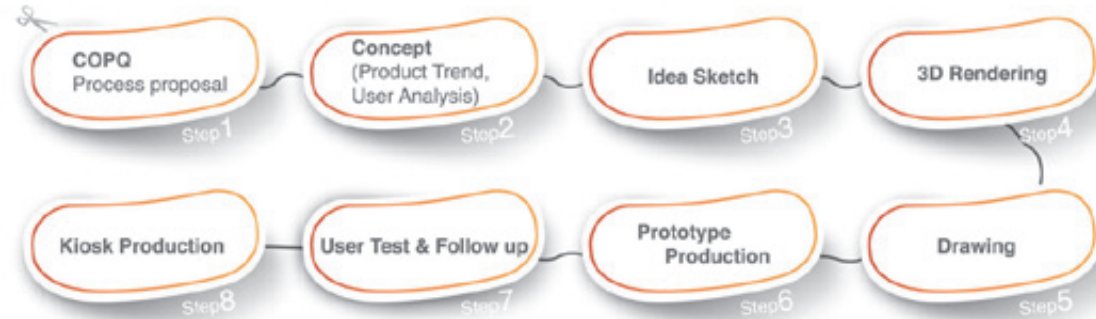 COPQ
Process proposal
Step1
Concept
(Product Trend,
User Analysis)
Step2
Idea Sketch
Step3
3D Rendering
Step4
Drawing
Step5
Prototype
Production
Step6
User Test & Follow up
Step7
Kiosk Production
Step8